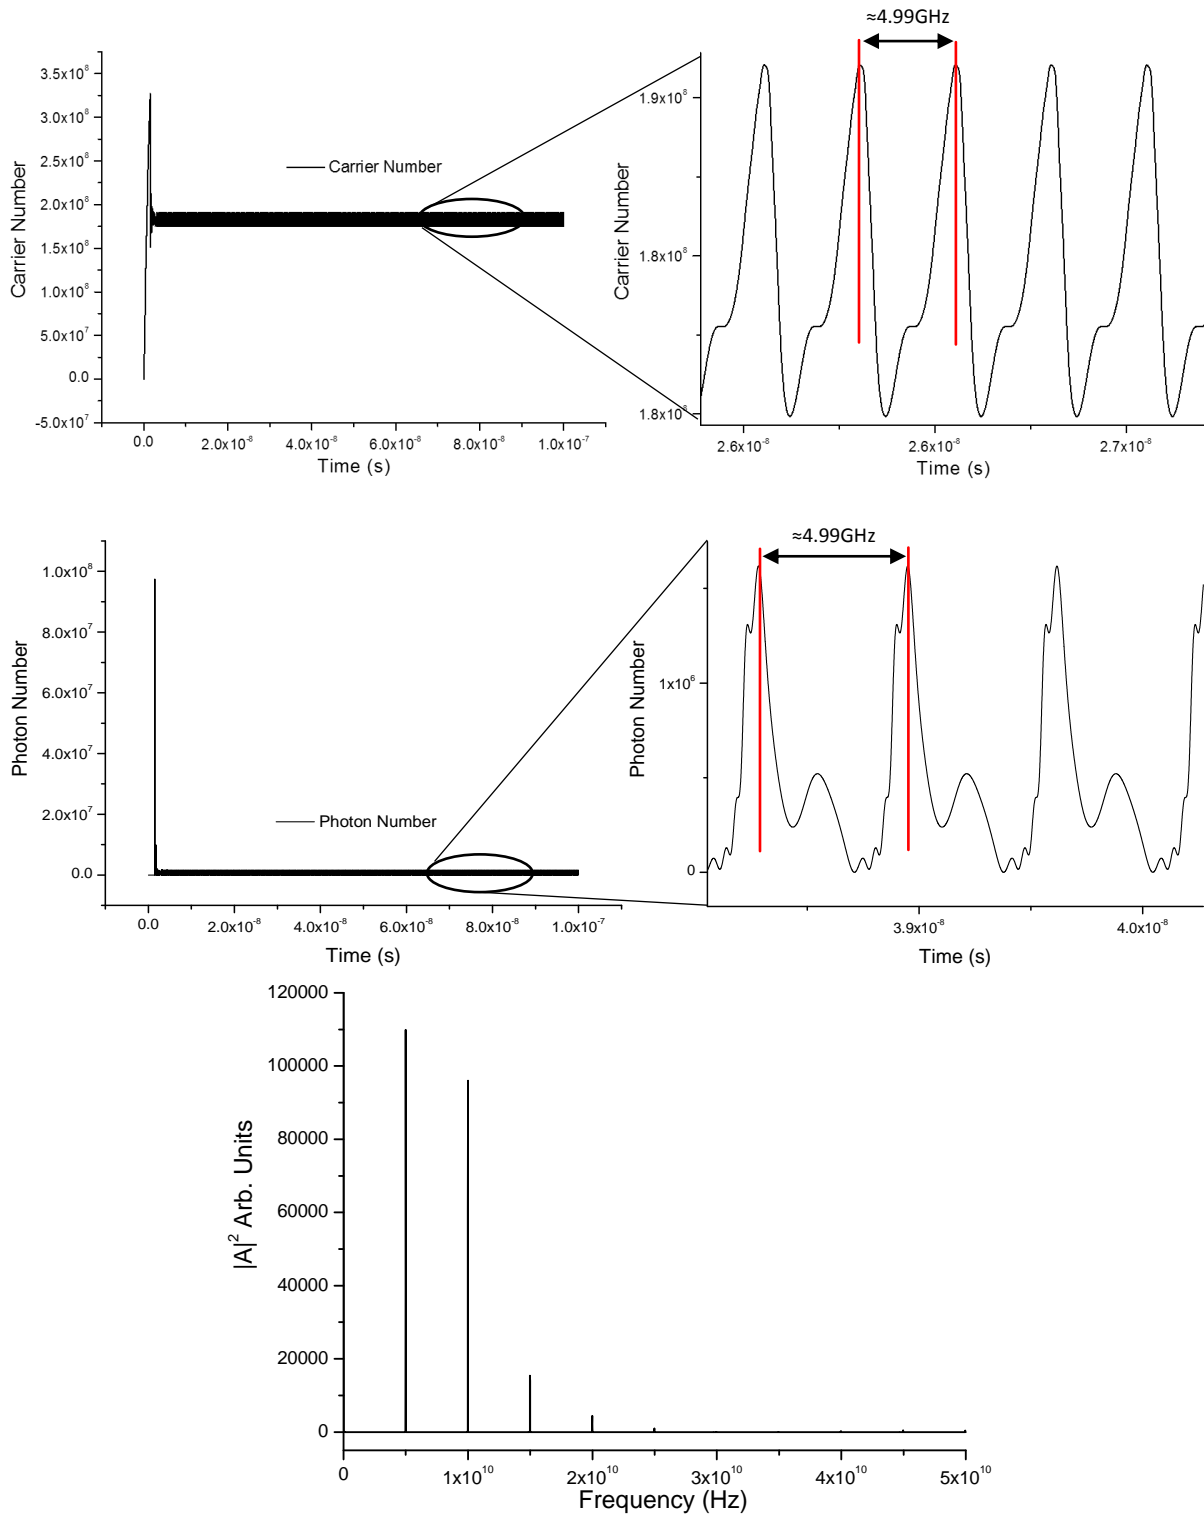 ≈4.99GHz
3.5x10⁸
3.0x10⁸
2.5x10⁸
2.0x10⁸
1.5x10⁸
1.0x10⁸
5.0x10⁷
0.0
-5.0x10⁷
Carrier Number
Carrier Number
0.0
2.0x10⁻⁸
4.0x10⁻⁸
6.0x10⁻⁸
8.0x10⁻⁸
1.0x10⁻⁷
Time (s)
1.9x10⁸
1.8x10⁸
1.8x10⁸
Carrier Number
2.6x10⁻⁸
2.6x10⁻⁸
2.7x10⁻⁸
Time (s)
≈4.99GHz
1.0x10⁸
8.0x10⁷
6.0x10⁷
4.0x10⁷
2.0x10⁷
0.0
Photon Number
Photon Number
0.0
2.0x10⁻⁸
4.0x10⁻⁸
6.0x10⁻⁸
8.0x10⁻⁸
1.0x10⁻⁷
Time (s)
1x10⁶
0
Photon Number
3.9x10⁻⁸
4.0x10⁻⁸
Time (s)
120000
100000
80000
60000
40000
20000
0
|A|² Arb. Units
0
1x10¹⁰
2x10¹⁰
3x10¹⁰
4x10¹⁰
5x10¹⁰
Frequency (Hz)